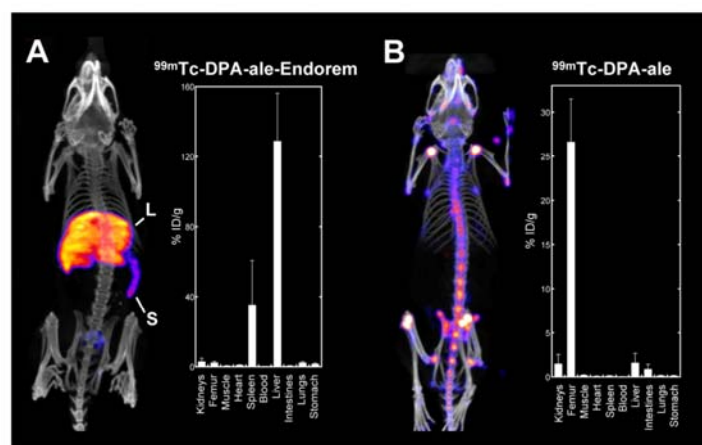 A
99mTc-DPA-ale-Endorem
160
120
80
40
0
% ID/g
Kidneys
Femur
Muscle
Heart
Spleen
Blood
Liver
Intestines
Lungs
Stomach
L
S
B
99mTc-DPA-ale
30
25
20
15
10
5
0
% ID/g
Kidneys
Femur
Muscle
Heart
Spleen
Blood
Liver
Intestines
Lungs
Stomach